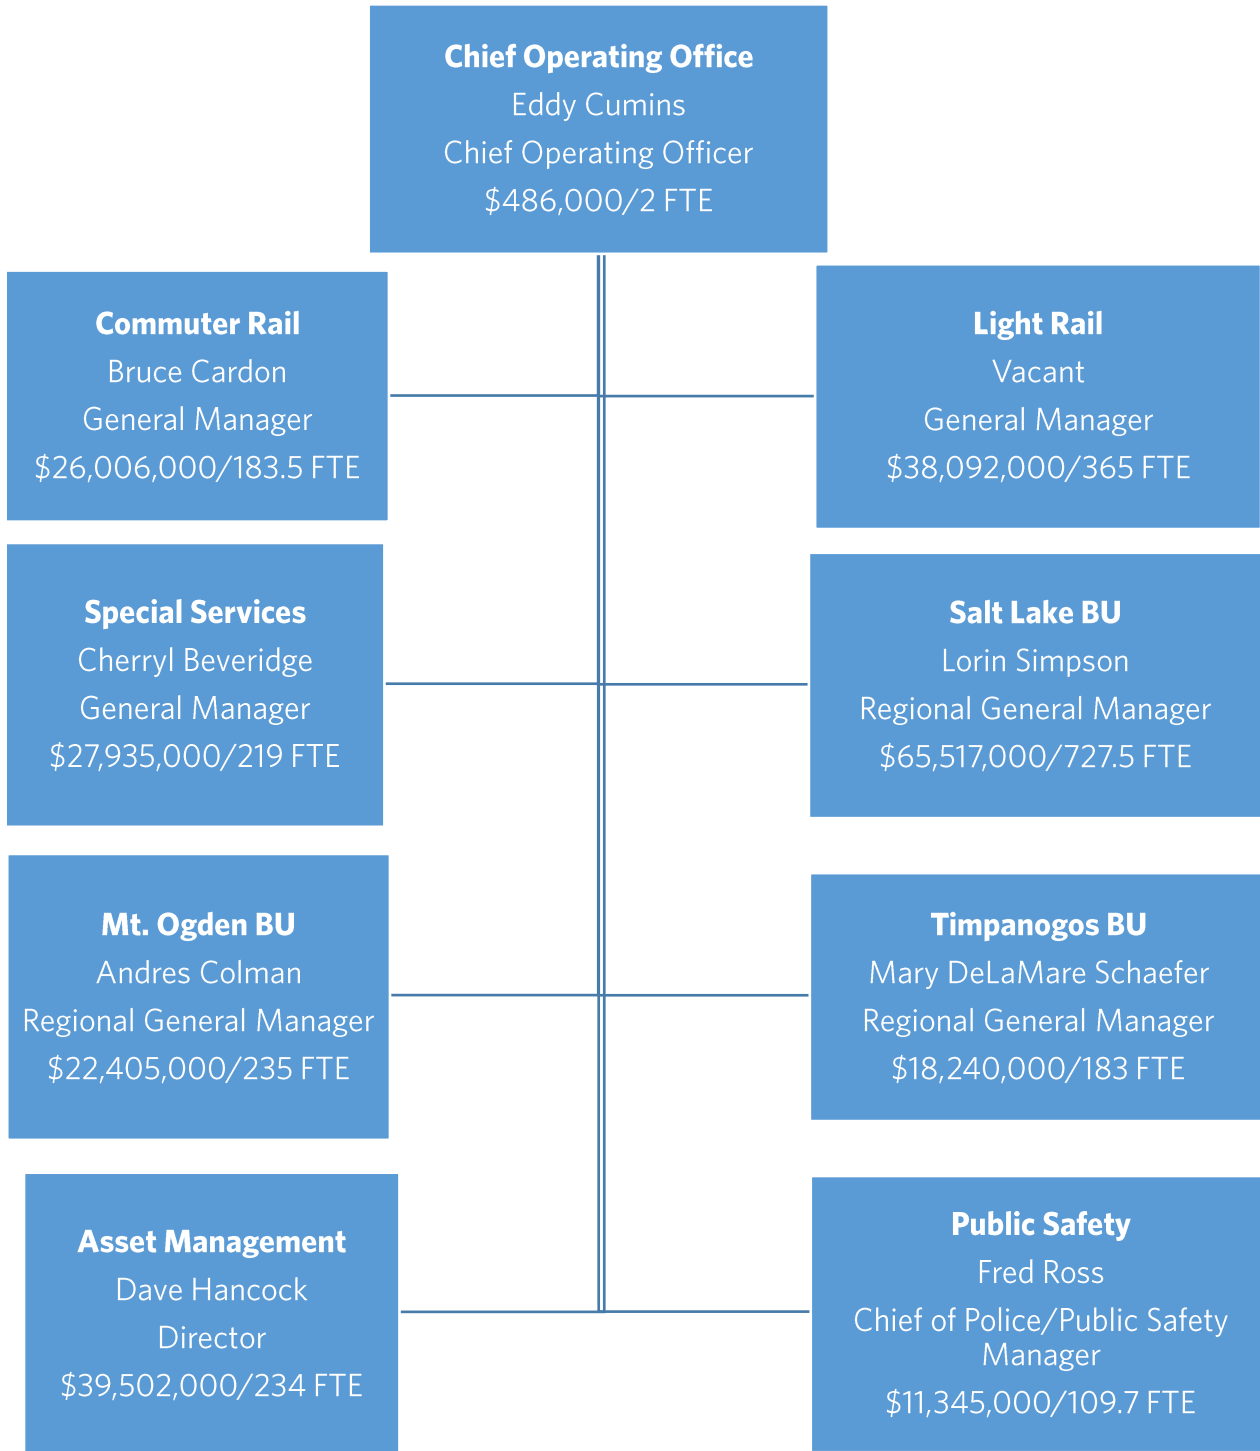 Chief Operating Office
Eddy Cumins
Chief Operating Officer
$486,000/2 FTE
Commuter Rail
Bruce Cardon
General Manager
$26,006,000/183.5 FTE
Light Rail
Vacant
General Manager
$38,092,000/365 FTE
Special Services
Cherryl Beveridge
General Manager
$27,935,000/219 FTE
Salt Lake BU
Lorin Simpson
Regional General Manager
$65,517,000/727.5 FTE
Mt. Ogden BU
Andres Colman
Regional General Manager
$22,405,000/235 FTE
Timpanogos BU
Mary DeLaMare Schaefer
Regional General Manager
$18,240,000/183 FTE
Asset Management
Dave Hancock
Director
$39,502,000/234 FTE
Public Safety
Fred Ross
Chief of Police/Public Safety
Manager
$11,345,000/109.7 FTE